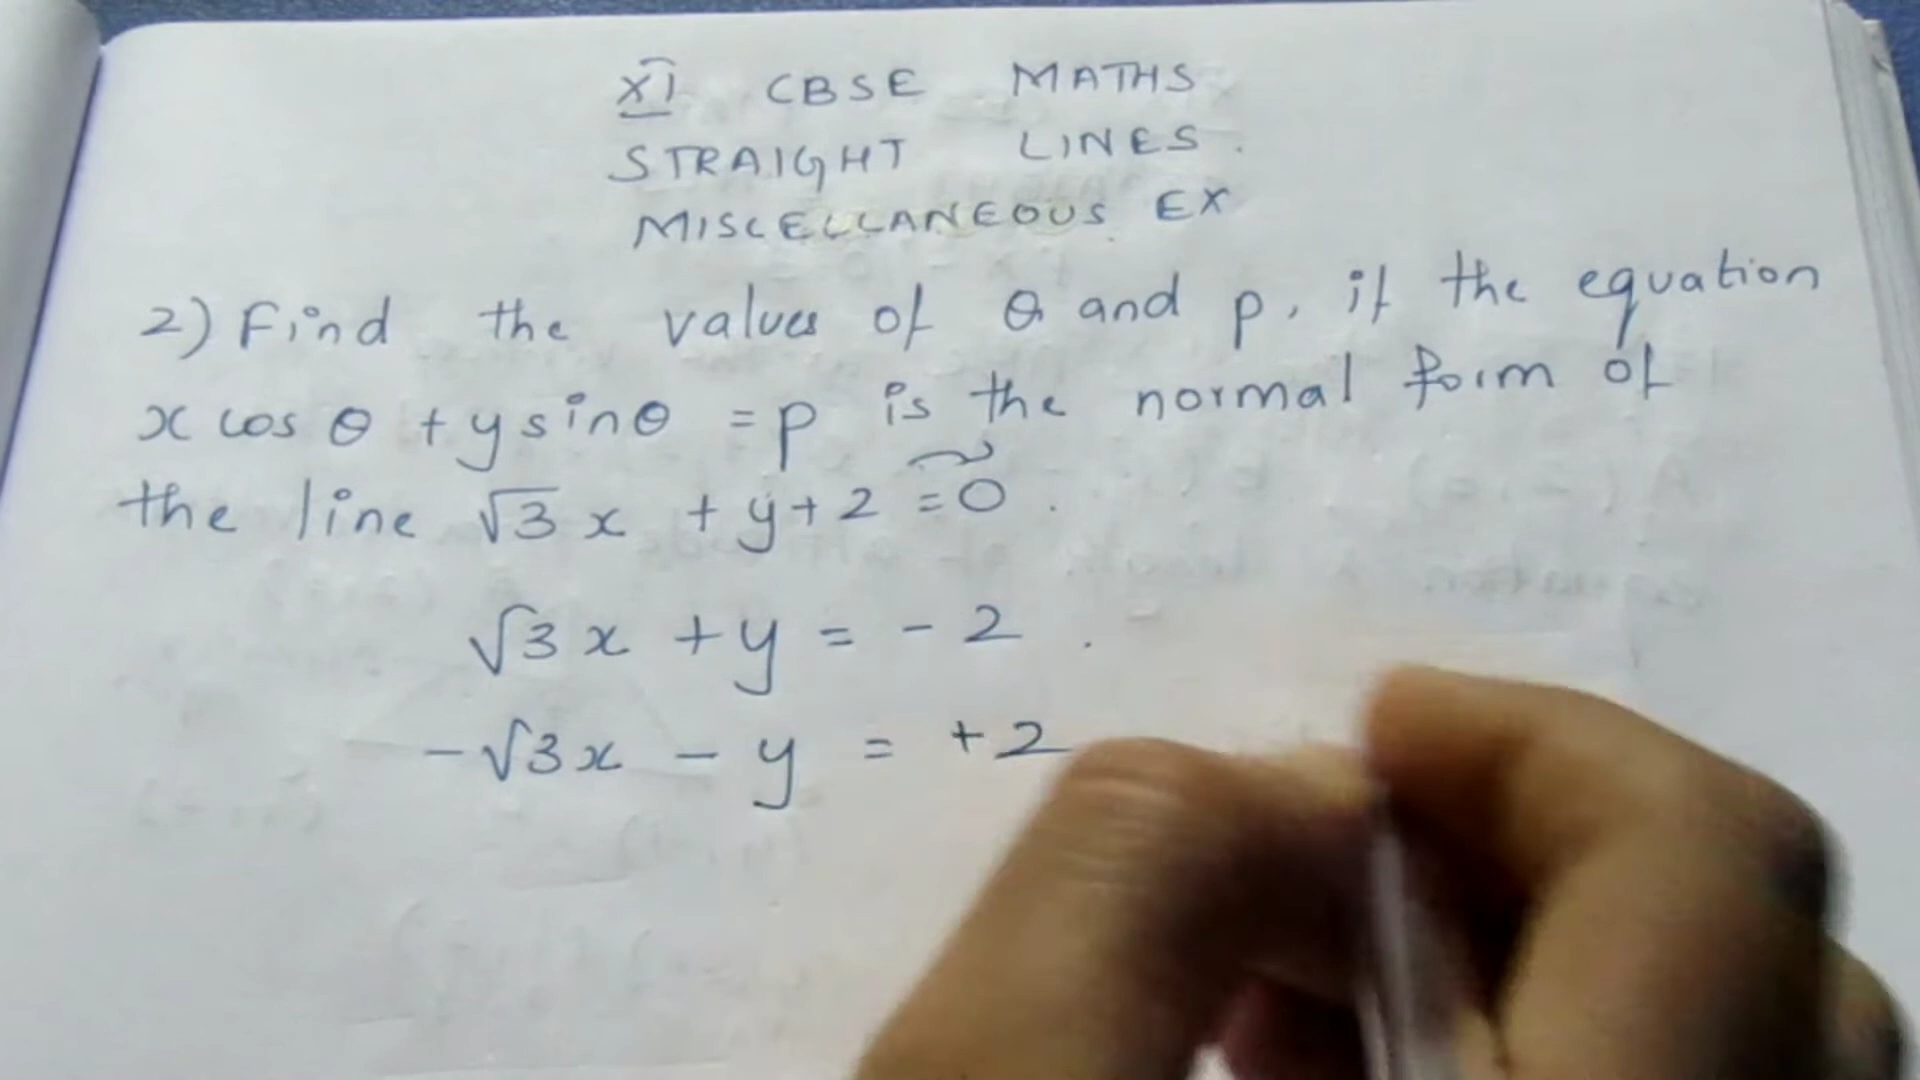 XI CBSE MATHS
STRAIGHT LINES.
MISCELLANEOUS EX
2) Find the values of θ and p, if the equation
x cos θ + y sin θ = p is the normal form of
the line √3 x + y + 2 = 0.
√3 x + y = - 2.
-√3 x - y = + 2